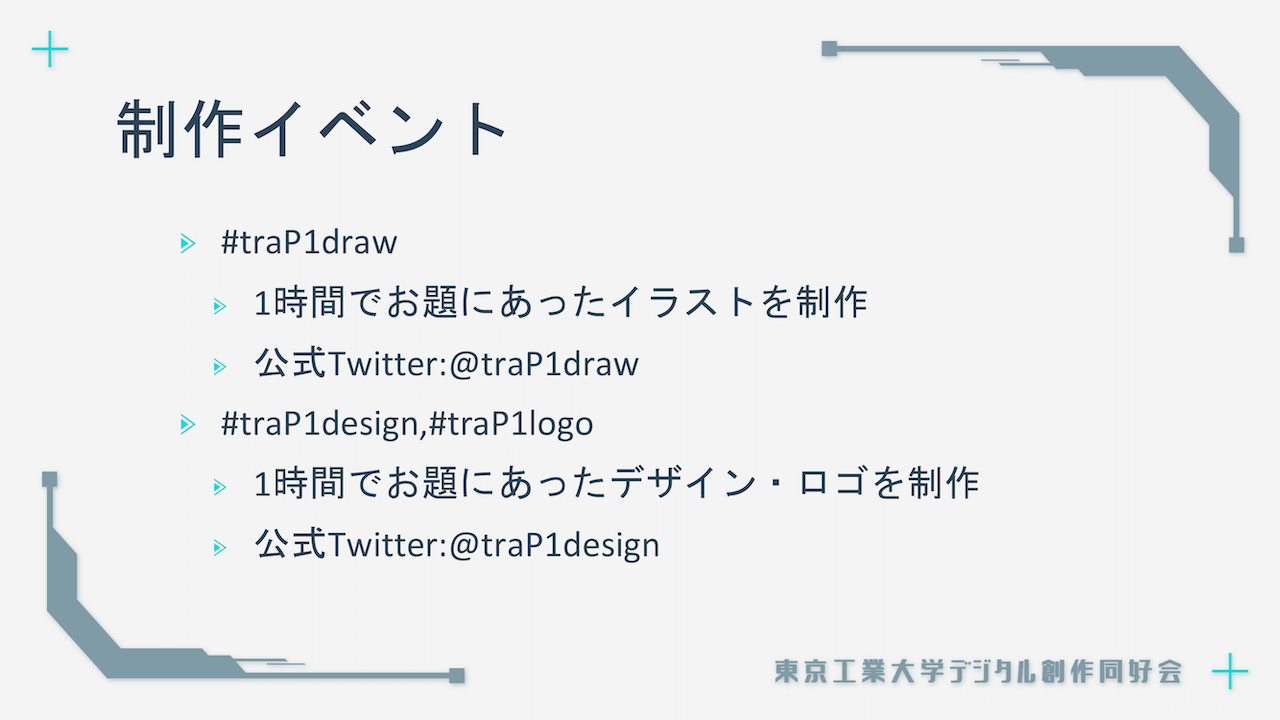 制作イベント
#traP1draw
1時間でお題にあったイラストを制作
公式Twitter:@traP1draw
#traP1design,#traP1logo
1時間でお題にあったデザイン・ロゴを制作
公式Twitter:@traP1design
東京工業大学デジタル創作同好会